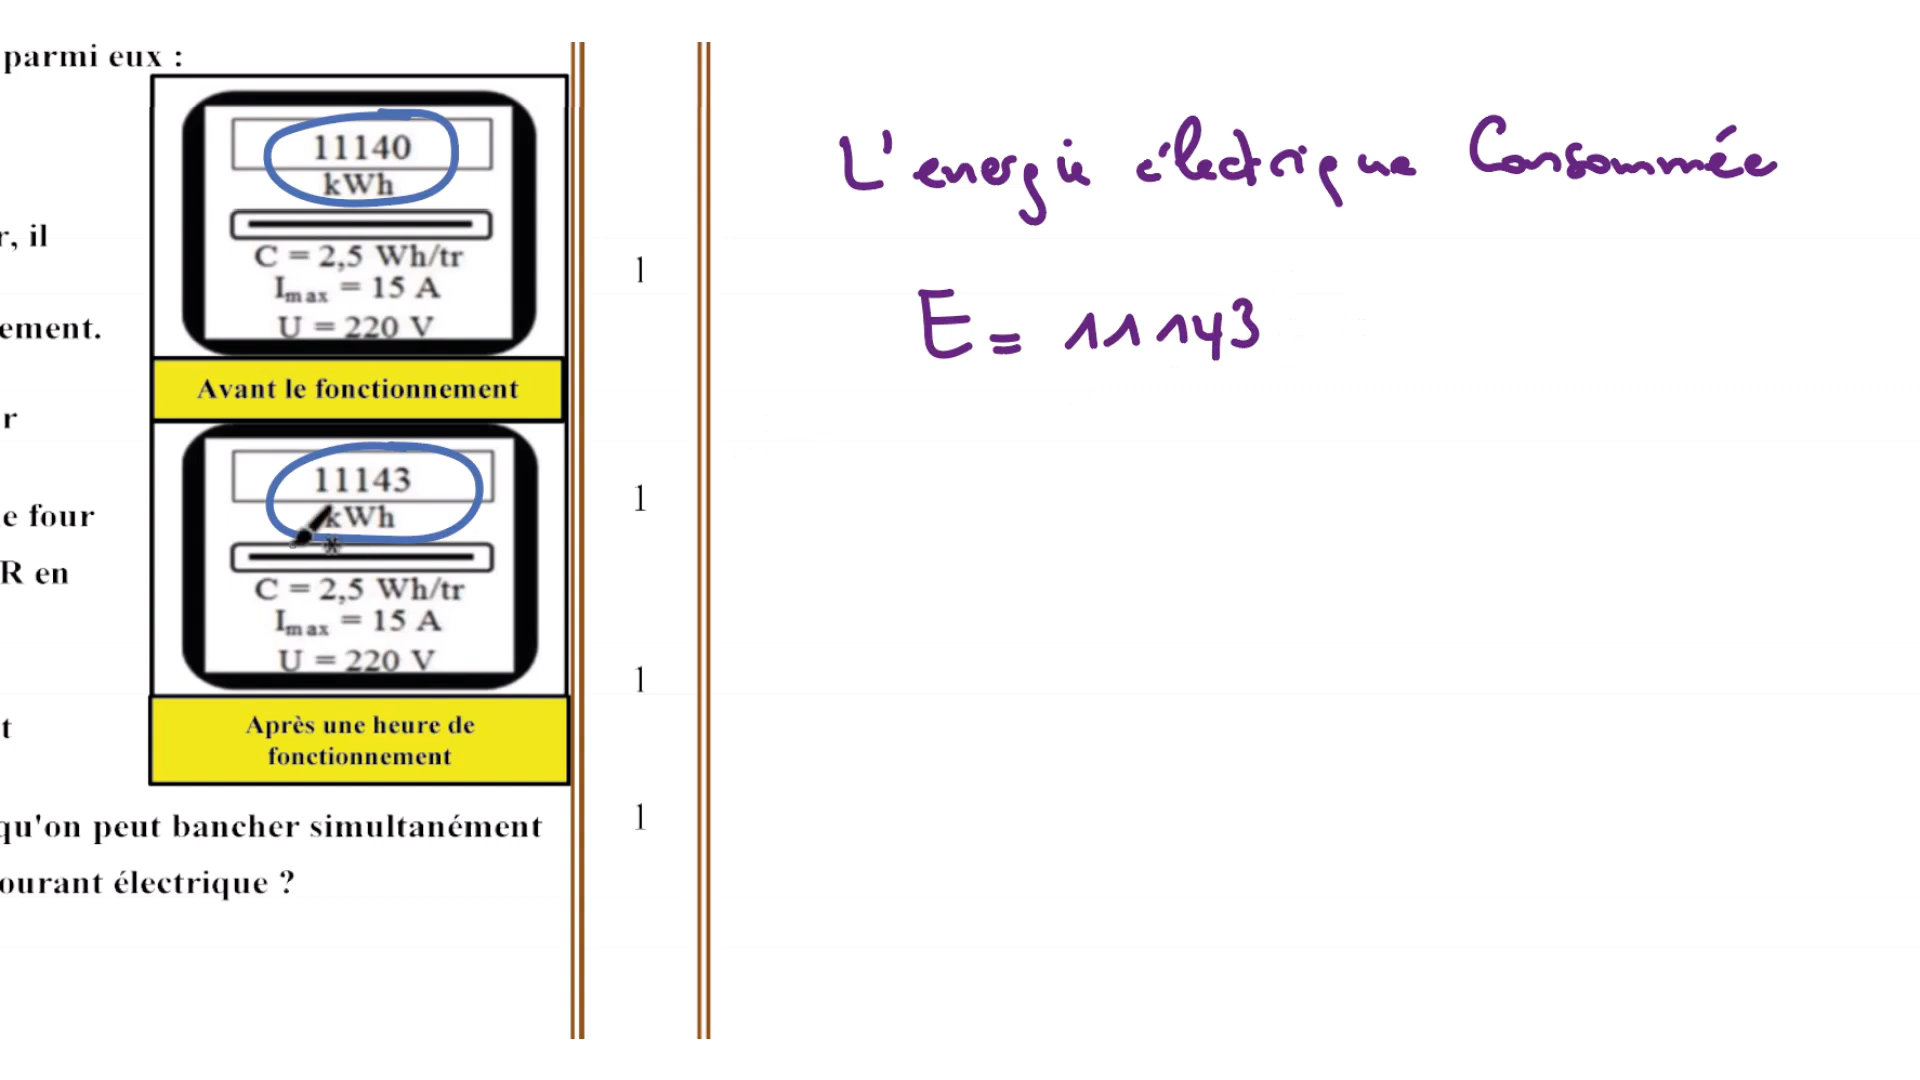 parmi eux :
11140
kWh
C = 2,5 Wh/tr
Imax = 15 A
U = 220 V
Avant le fonctionnement
r, il
ement.
r
e four
R en
t
11143
kWh
C = 2,5 Wh/tr
Imax = 15 A
U = 220 V
Après une heure de
fonctionnement
qu'on peut bancher simultanément
ourant électrique ?
1
1
1
1
L'energie électrique Consommée
E = 11143